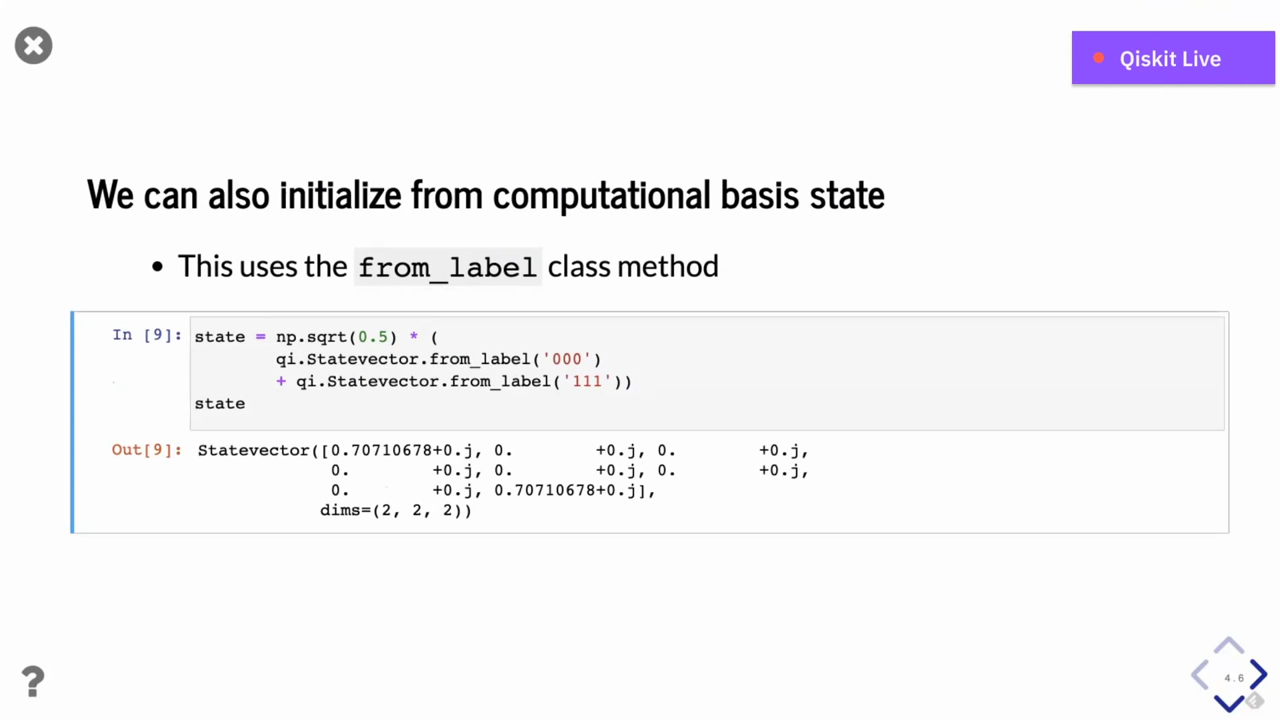 Qiskit Live
We can also initialize from computational basis state
• This uses the from_label class method
In [9]: state = np.sqrt(0.5) * (
qi.Statevector.from_label('000')
+ qi.Statevector.from_label('111'))
state
Out[9]: Statevector([0.70710678+0.j, 0.        +0.j, 0.        +0.j,
0.        +0.j, 0.        +0.j, 0.        +0.j,
0.        +0.j, 0.70710678+0.j],
dims=(2, 2, 2))
?
4.6